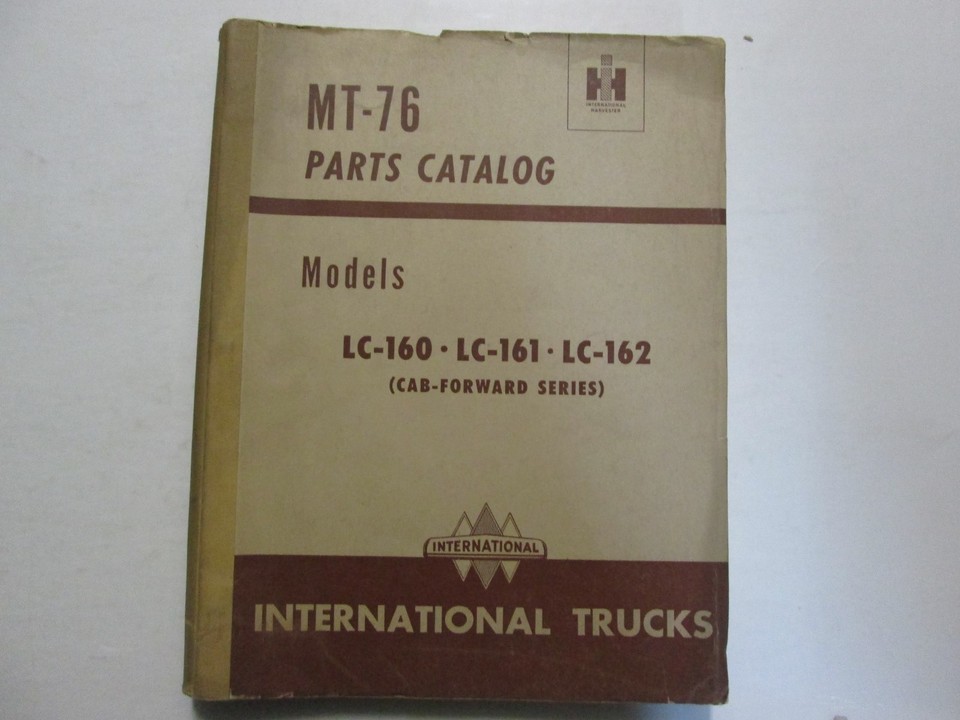 MT-76
IH
INTERNATIONAL
HARVESTER
PARTS CATALOG
Models
LC-160 · LC-161 · LC-162
(CAB-FORWARD SERIES)
INTERNATIONAL
INTERNATIONAL TRUCKS